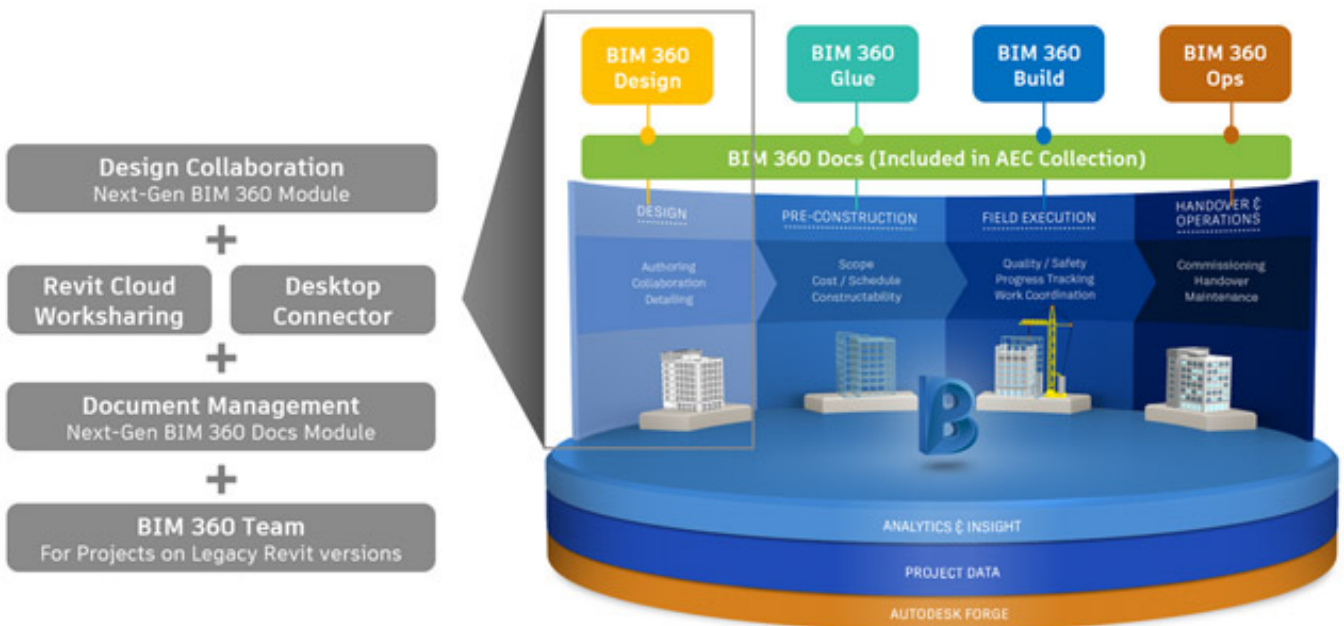 Design Collaboration
Next-Gen BIM 360 Module
+
Revit Cloud
Worksharing
Desktop
Connector
+
Document Management
Next-Gen BIM 360 Docs Module
+
BIM 360 Team
For Projects on Legacy Revit versions
BIM 360
Design
BIM 360
Glue
BIM 360
Build
BIM 360
Ops
BIM 360 Docs (Included in AEC Collection)
DESIGN
Authoring
Collaboration
Detailing
PRE-CONSTRUCTION
Scope
Cost / Schedule
Constructability
FIELD EXECUTION
Quality / Safety
Progress Tracking
Work Coordination
HANDOVER &
OPERATIONS
Commissioning
Handover
Maintenance
B
ANALYTICS & INSIGHT
PROJECT DATA
AUTODESK FORGE